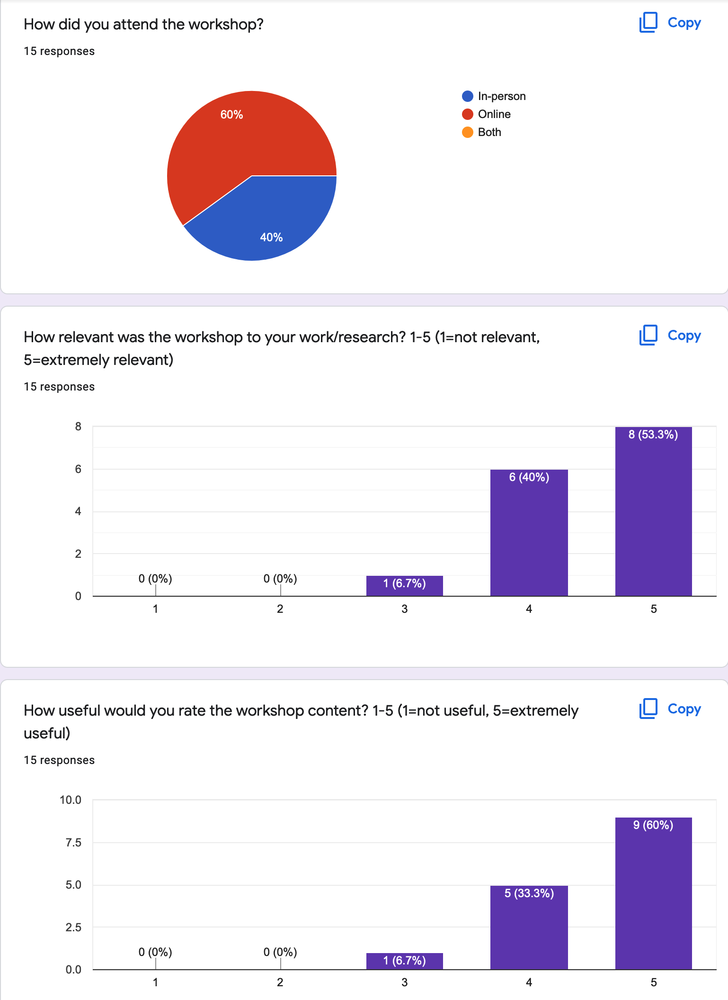 How did you attend the workshop?
Copy
15 responses
60%
40%
In-person
Online
Both
How relevant was the workshop to your work/research? 1-5 (1=not relevant,
5=extremely relevant)
Copy
15 responses
8
6
4
2
0
0 (0%)
0 (0%)
1 (6.7%)
6 (40%)
8 (53.3%)
1
2
3
4
5
How useful would you rate the workshop content? 1-5 (1=not useful, 5=extremely
useful)
Copy
15 responses
10.0
7.5
5.0
2.5
0.0
0 (0%)
0 (0%)
1 (6.7%)
5 (33.3%)
9 (60%)
1
2
3
4
5